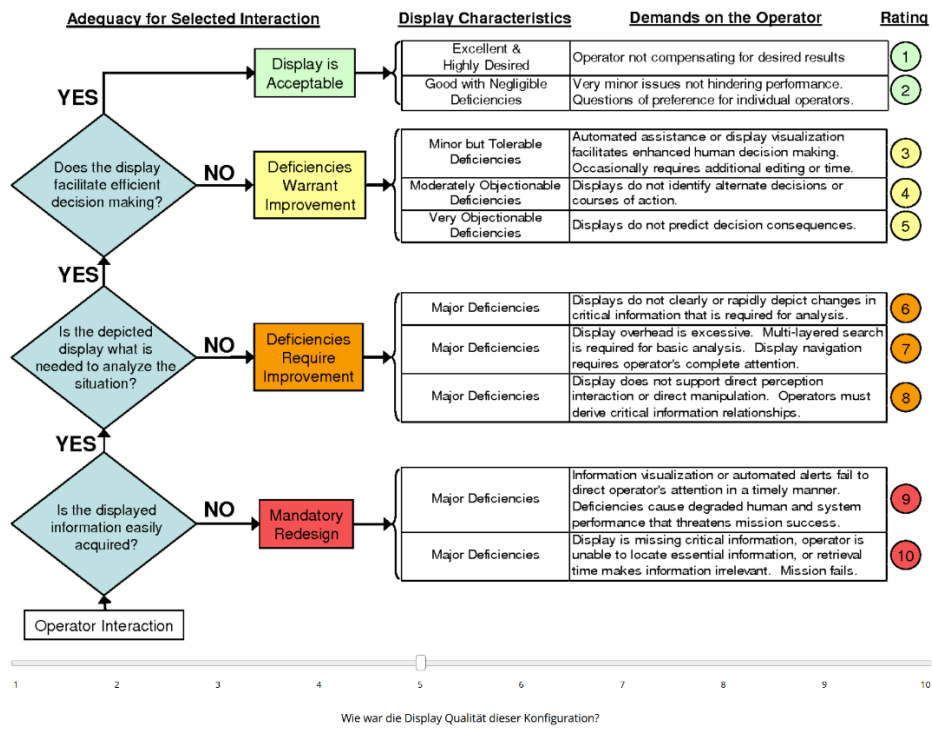 Adequacy for Selected Interaction
Display Characteristics
Demands on the Operator
Rating
Display is
Acceptable
Excellent &
Highly Desired
Operator not compensating for desired results
1
Good with Negligible
Deficiencies
Very minor issues not hindering performance.
Questions of preference for individual operators.
2
YES
Does the display
facilitate efficient
decision making?
NO
Deficiencies
Warrant
Improvement
Minor but Tolerable
Deficiencies
Automated assistance or display visualization
facilitates enhanced human decision making.
Occasionally requires additional editing or time.
3
Moderately Objectionable
Deficiencies
Displays do not identify alternate decisions or
courses of action.
4
Very Objectionable
Deficiencies
Displays do not predict decision consequences.
5
YES
Is the depicted
display what is
needed to analyze the
situation?
NO
Deficiencies
Require
Improvement
Major Deficiencies
Displays do not clearly or rapidly depict changes in
critical information that is required for analysis.
6
Major Deficiencies
Display overhead is excessive. Multi-layered search
is required for basic analysis. Display navigation
requires operator's complete attention.
7
Major Deficiencies
Display does not support direct perception
interaction or direct manipulation. Operators must
derive critical information relationships.
8
YES
Is the displayed
information easily
acquired?
NO
Mandatory
Redesign
Major Deficiencies
Information visualization or automated alerts fail to
direct operator's attention in a timely manner.
Deficiencies cause degraded human and system
performance that threatens mission success.
9
Major Deficiencies
Display is missing critical information, operator is
unable to locate essential information, or retrieval
time makes information irrelevant. Mission fails.
10
Operator Interaction
1 2 3 4 5 6 7 8 9 10
Wie war die Display Qualität dieser Konfiguration?